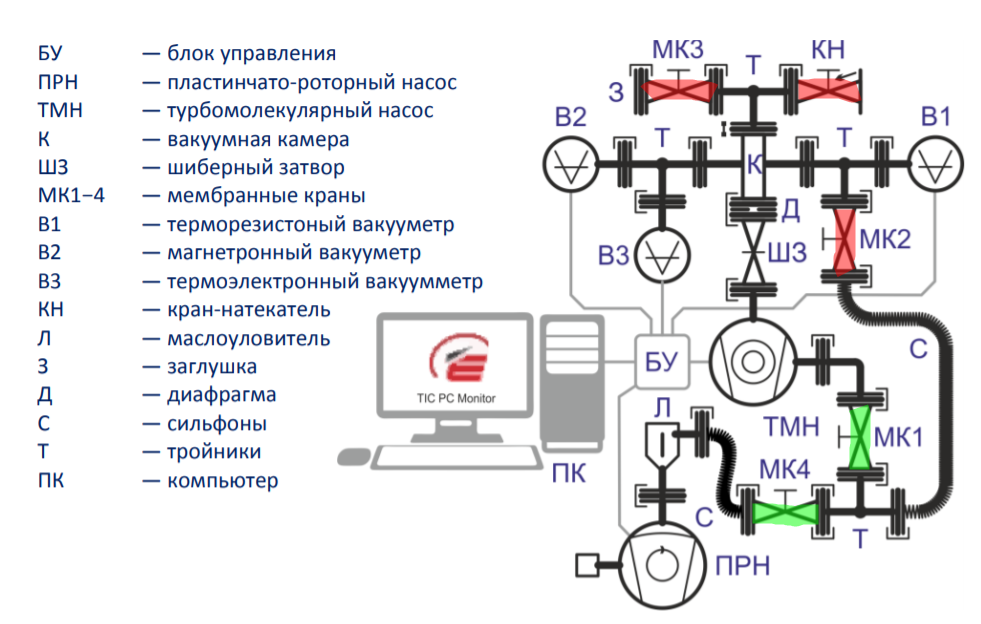 БУ — блок управления
ПРН — пластинчато-роторный насос
ТМН — турбомолекулярный насос
К — вакуумная камера
ШЗ — шиберный затвор
МК1−4 — мембранные краны
В1 — терморезистоный вакууметр
В2 — магнетронный вакууметр
В3 — термоэлектронный вакуумметр
КН — кран-натекатель
Л — маслоуловитель
З — заглушка
Д — диафрагма
С — сильфоны
Т — тройники
ПК — компьютер
МК3
Т
КН
З
В2
Т
Т
В1
К
Д
В3
ШЗ
МК2
БУ
С
TIC PC Monitor
Л
ТМН
МК1
ПК
МК4
С
Т
ПРН